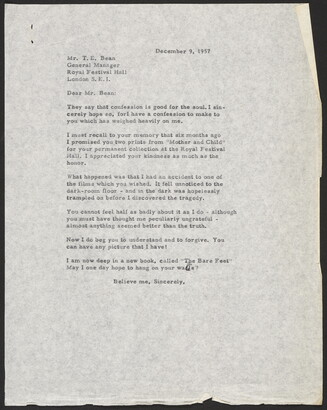 December 9, 1957
Mr. T. E. Bean
General Manager
Royal Festival Hall
London S. E. 1
Dear Mr. Bean:
They say that confession is good for the soul. I sin-
cerely hope so, for I have a confession to make to
you which has weighed heavily on me.
I must recall to your memory that six months ago
I promised you two prints from "Mother and Child"
for your permanent collection at the Royal Festival
Hall. I appreciated your kindness as much as the
honor.
What happened was that I had an accident to one of
the films which you wished. It fell unnoticed to the
dark-room floor - and in the dark was hopelessly
trampled on before I discovered the tragedy.
You cannot feel half as badly about it as I do - although
you must have thought me peculiarly ungrateful -
almost anything seemed better than the truth.
Now I do beg you to understand and to forgive. You
can have any picture that I have!
I am now deep in a new book, called "The Bare Feet"
May I one day hope to hang on your walls?
Believe me, Sincerely,